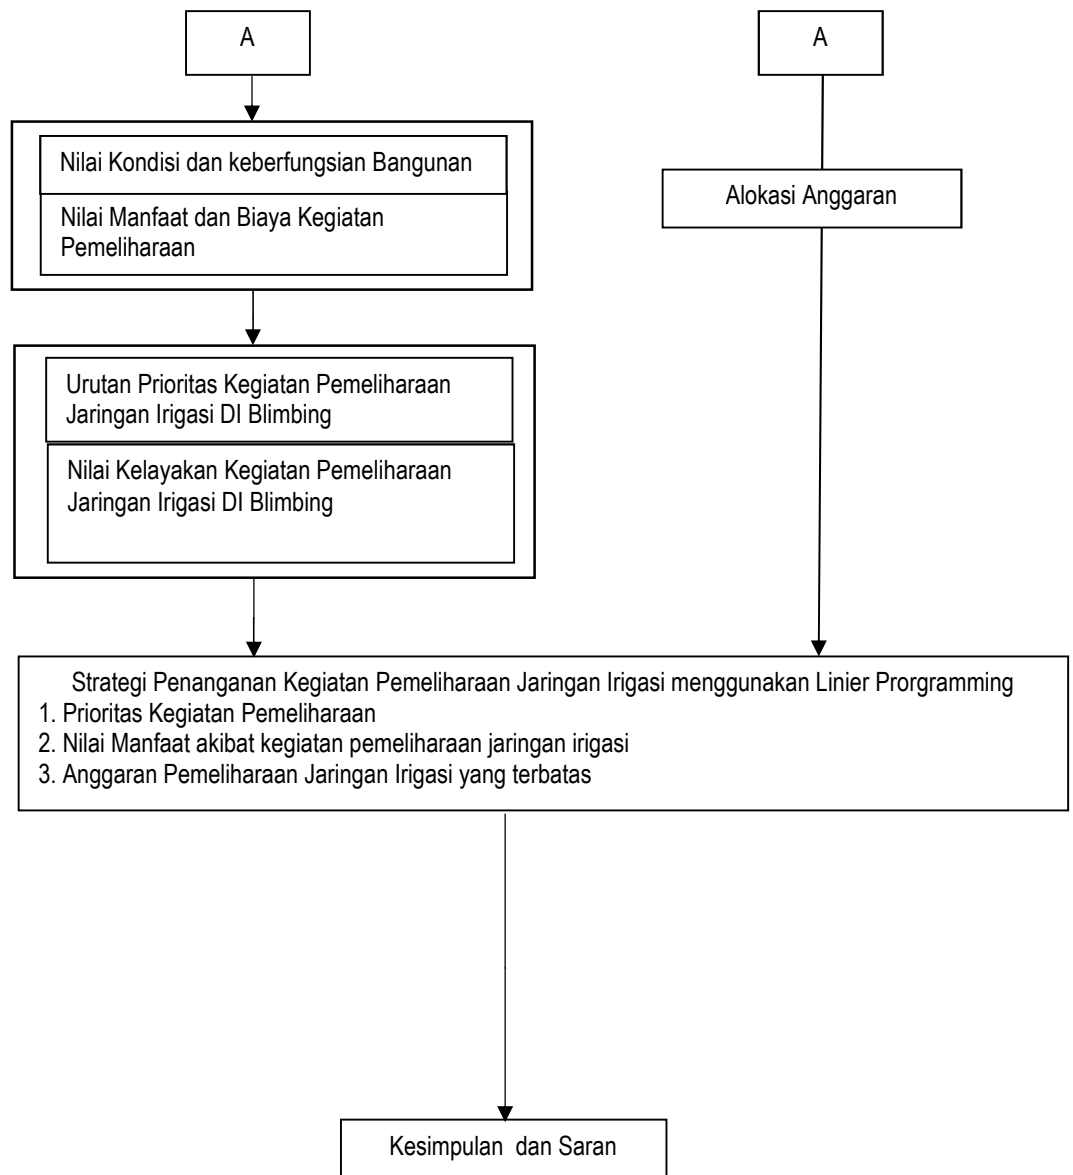 A
A
Nilai Kondisi dan keberfungsian Bangunan
Nilai Manfaat dan Biaya Kegiatan
Pemeliharaan
Alokasi Anggaran
Urutan Prioritas Kegiatan Pemeliharaan
Jaringan Irigasi DI Blimbing
Nilai Kelayakan Kegiatan Pemeliharaan
Jaringan Irigasi DI Blimbing
Strategi Penanganan Kegiatan Pemeliharaan Jaringan Irigasi menggunakan Linier Prorgramming
1. Prioritas Kegiatan Pemeliharaan
2. Nilai Manfaat akibat kegiatan pemeliharaan jaringan irigasi
3. Anggaran Pemeliharaan Jaringan Irigasi yang terbatas
Kesimpulan dan Saran